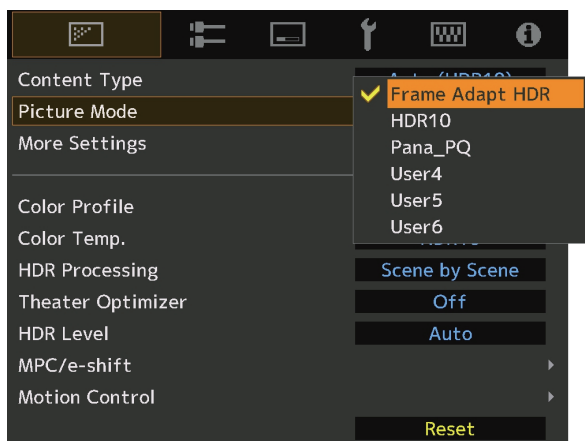 Content Type
Picture Mode
More Settings
Frame Adapt HDR
HDR10
Pana_PQ
User4
User5
User6
Color Profile
Color Temp.
HDR Processing Scene by Scene
Theater Optimizer Off
HDR Level Auto
MPC/e-shift
Motion Control
Reset